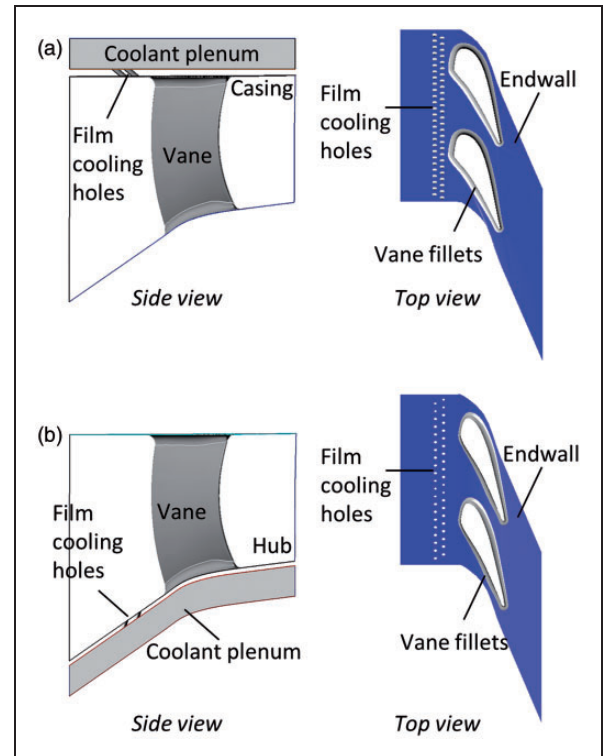 (a)
Coolant plenum
Casing
Film
cooling
holes
Vane
Side view
Film
cooling
holes
Endwall
Vane fillets
Top view
(b)
Vane
Film
cooling
holes
Hub
Coolant plenum
Side view
Film
cooling
holes
Endwall
Vane fillets
Top view